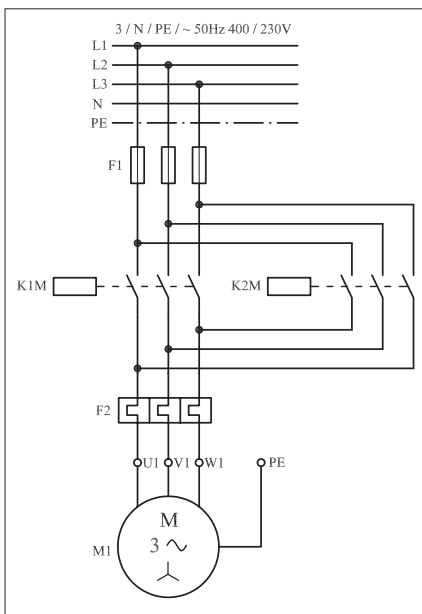 3 / N / PE / ~ 50Hz 400 / 230V
L1
L2
L3
N
PE
F1
K1M
K2M
F2
U1 V1 W1 PE
M
3 ~
M1